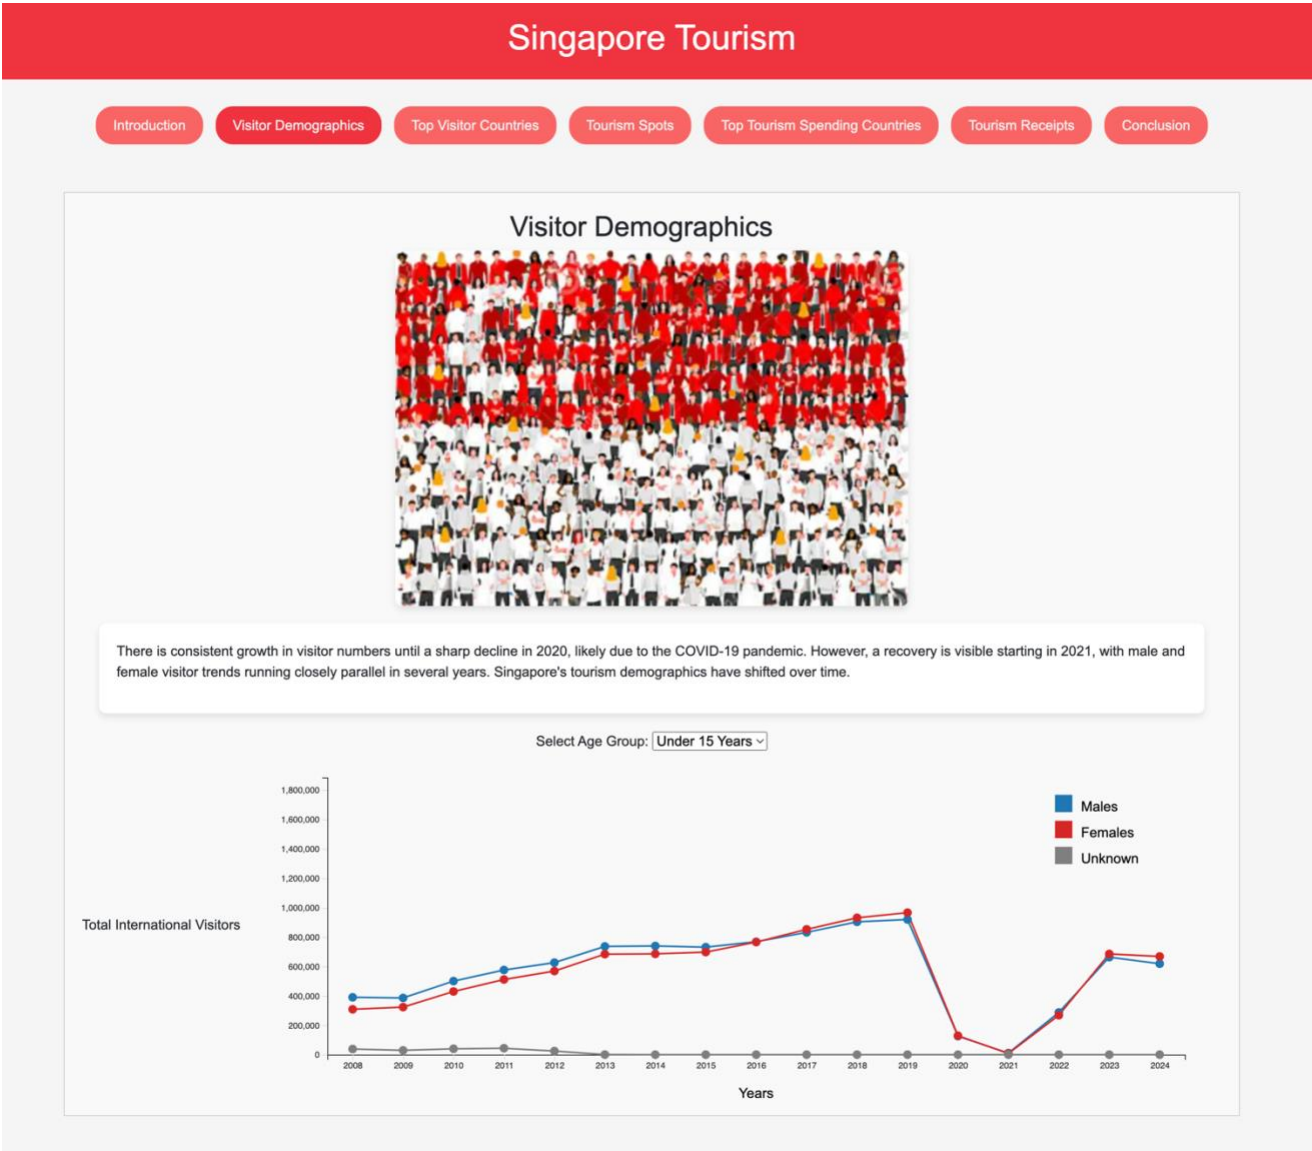 Singapore Tourism
Introduction
Visitor Demographics
Top Visitor Countries
Tourism Spots
Top Tourism Spending Countries
Tourism Receipts
Conclusion
Visitor Demographics
There is consistent growth in visitor numbers until a sharp decline in 2020, likely due to the COVID-19 pandemic. However, a recovery is visible starting in 2021, with male and
female visitor trends running closely parallel in several years. Singapore's tourism demographics have shifted over time.
Select Age Group: Under 15 Years
1,800,000
1,600,000
1,400,000
1,200,000
1,000,000
800,000
600,000
400,000
200,000
0
Total International Visitors
Males
Females
Unknown
2008 2009 2010 2011 2012 2013 2014 2015 2016 2017 2018 2019 2020 2021 2022 2023 2024
Years